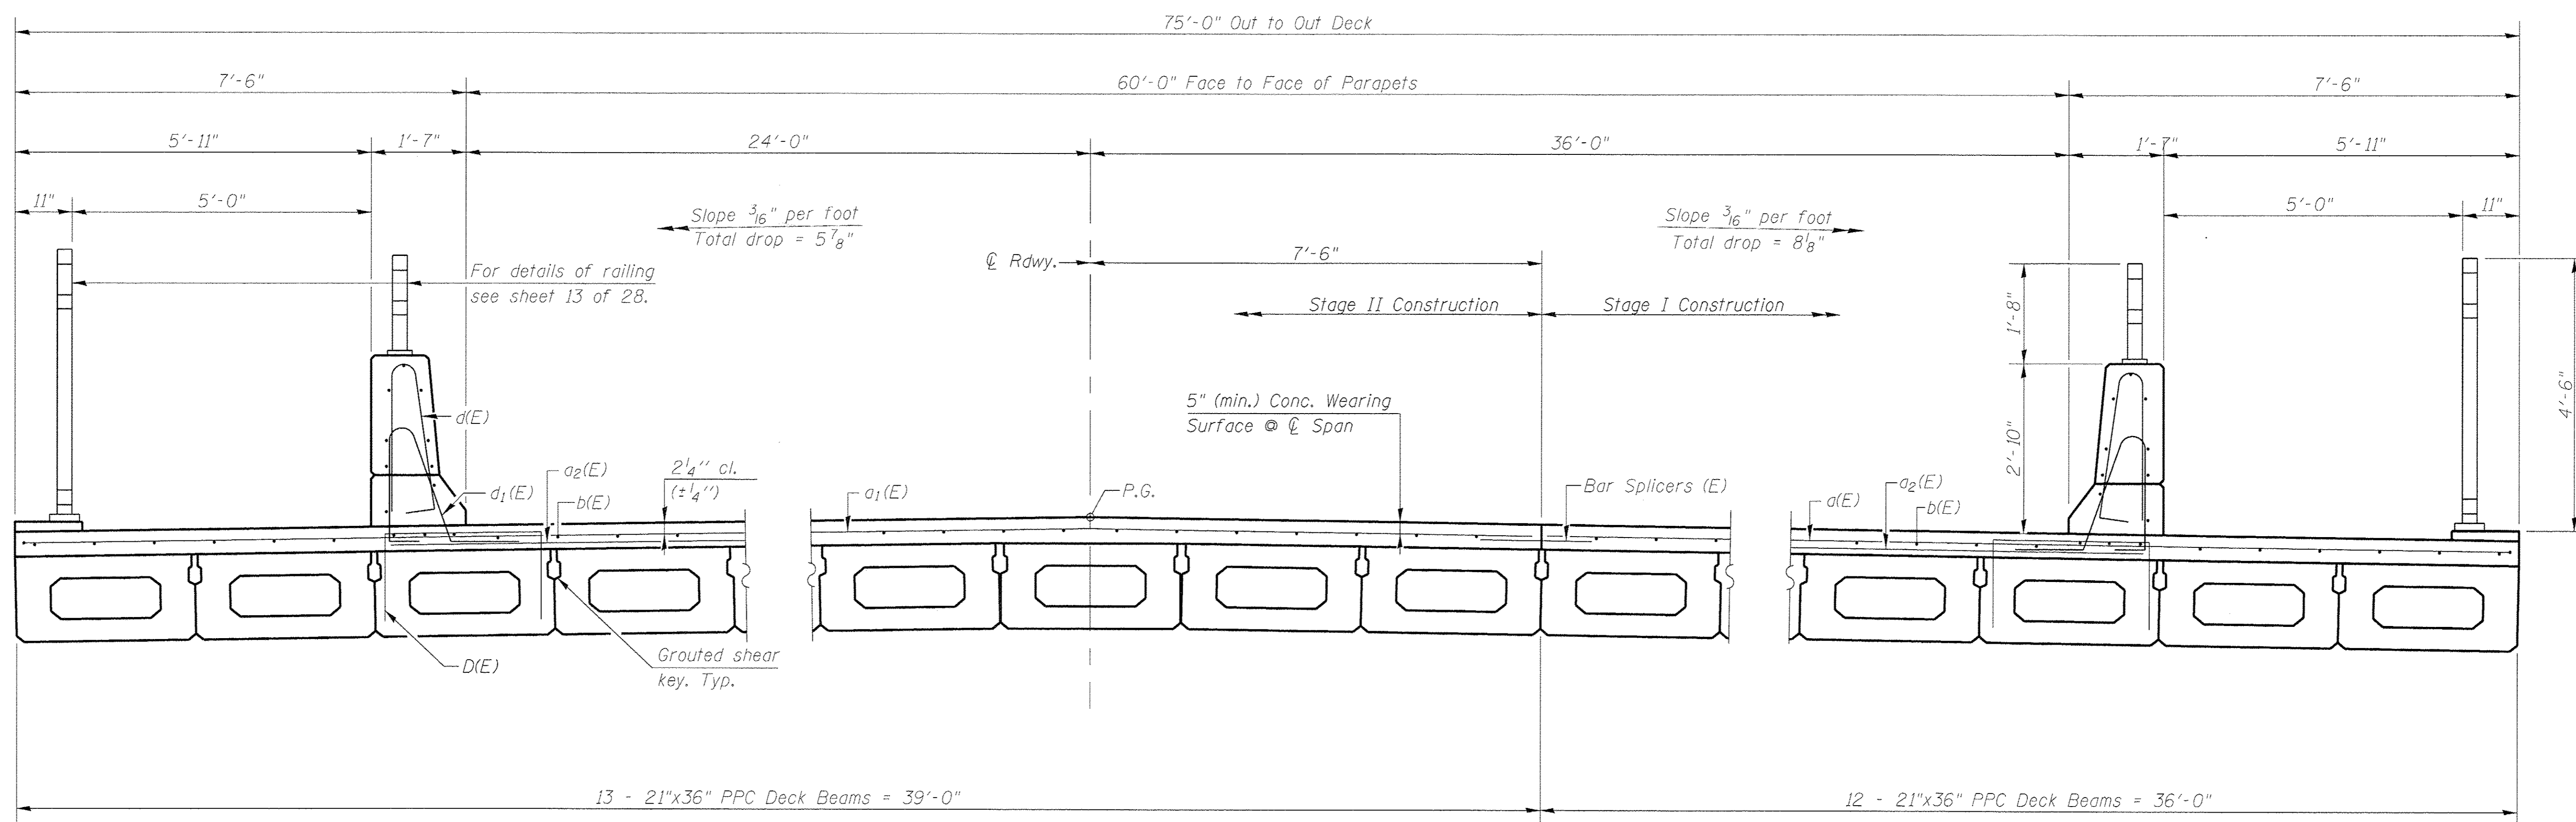 75'-0" Out to Out Deck
7'-6"
60'-0" Face to Face of Parapets
7'-6"
5'-11"
1'-7"
24'-0"
36'-0"
1'-7"
5'-11"
11"
5'-0"
Slope 3/16" per foot
Total drop = 5 7/8"
Slope 3/16" per foot
Total drop = 8 1/8"
5'-0"
11"
℄ Rdwy.
7'-6"
For details of railing
see sheet 13 of 28.
Stage II Construction
Stage I Construction
1'-8"
4'-6"
5" (min.) Conc. Wearing
Surface @ ℄ Span
2'-10"
d(E)
d1(E)
a2(E)
b(E)
2 1/4" cl.
(±1/4")
a1(E)
P.G.
Bar Splicers (E)
a(E)
a2(E)
b(E)
D(E)
Grouted shear
key. Typ.
13 - 21"x36" PPC Deck Beams = 39'-0"
12 - 21"x36" PPC Deck Beams = 36'-0"